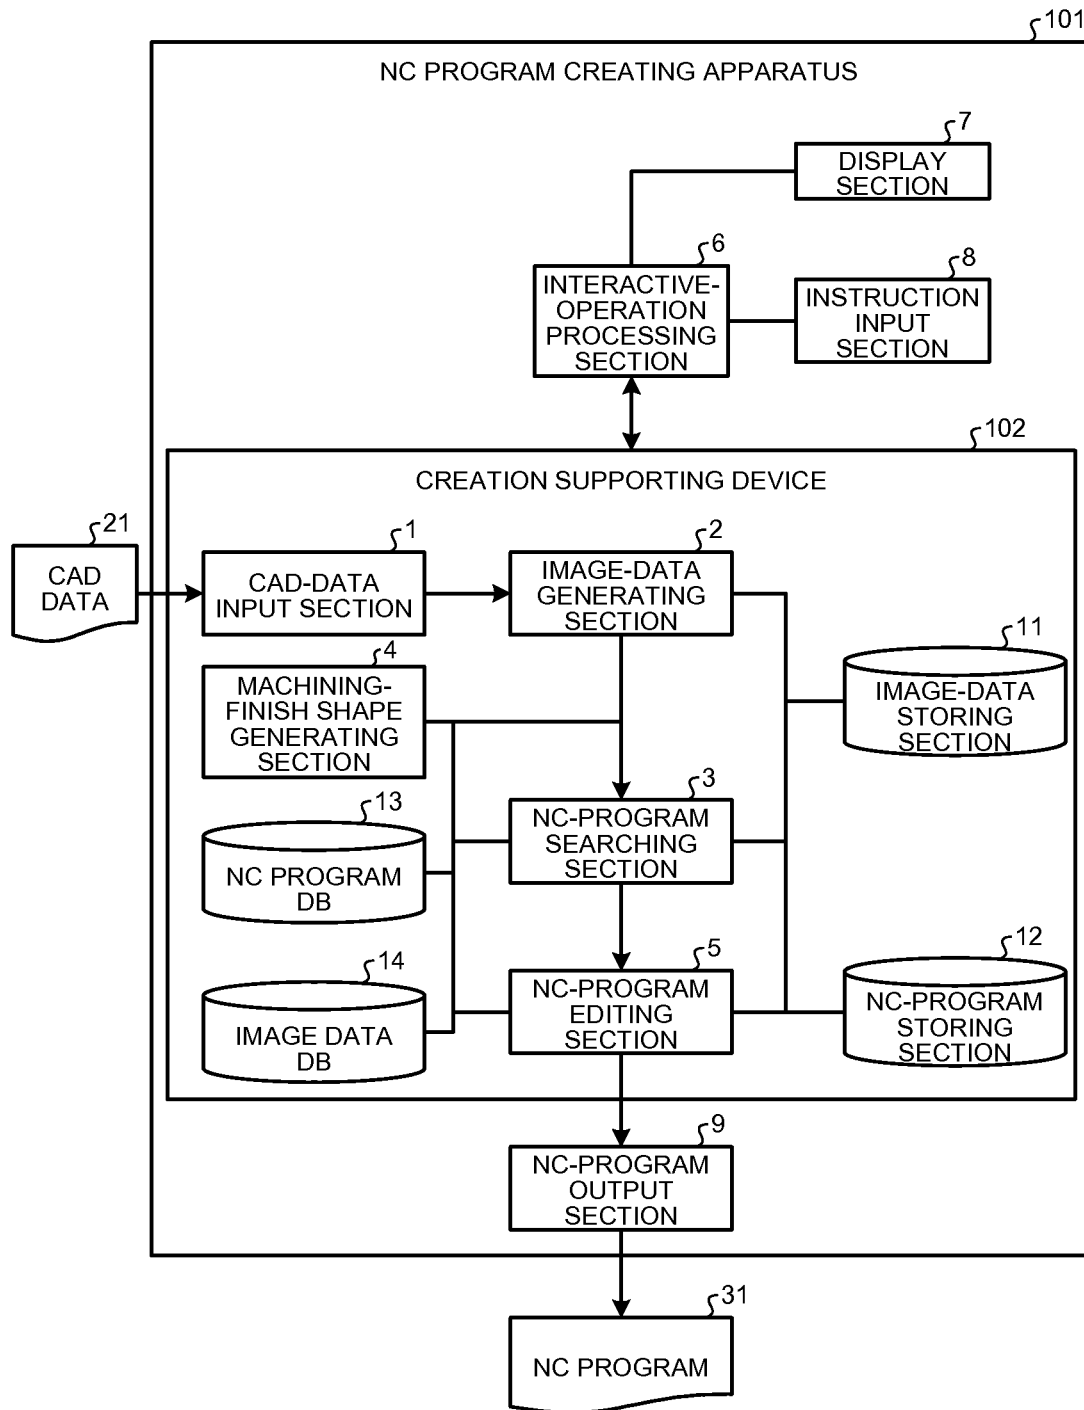 101
NC PROGRAM CREATING APPARATUS
7
DISPLAY
SECTION
6
INTERACTIVE-
OPERATION
PROCESSING
SECTION
8
INSTRUCTION
INPUT
SECTION
102
CREATION SUPPORTING DEVICE
21
CAD
DATA
1
CAD-DATA
INPUT SECTION
2
IMAGE-DATA
GENERATING
SECTION
11
IMAGE-DATA
STORING
SECTION
4
MACHINING-
FINISH SHAPE
GENERATING
SECTION
3
NC-PROGRAM
SEARCHING
SECTION
13
NC PROGRAM
DB
14
IMAGE DATA
DB
5
NC-PROGRAM
EDITING
SECTION
12
NC-PROGRAM
STORING
SECTION
9
NC-PROGRAM
OUTPUT
SECTION
31
NC PROGRAM